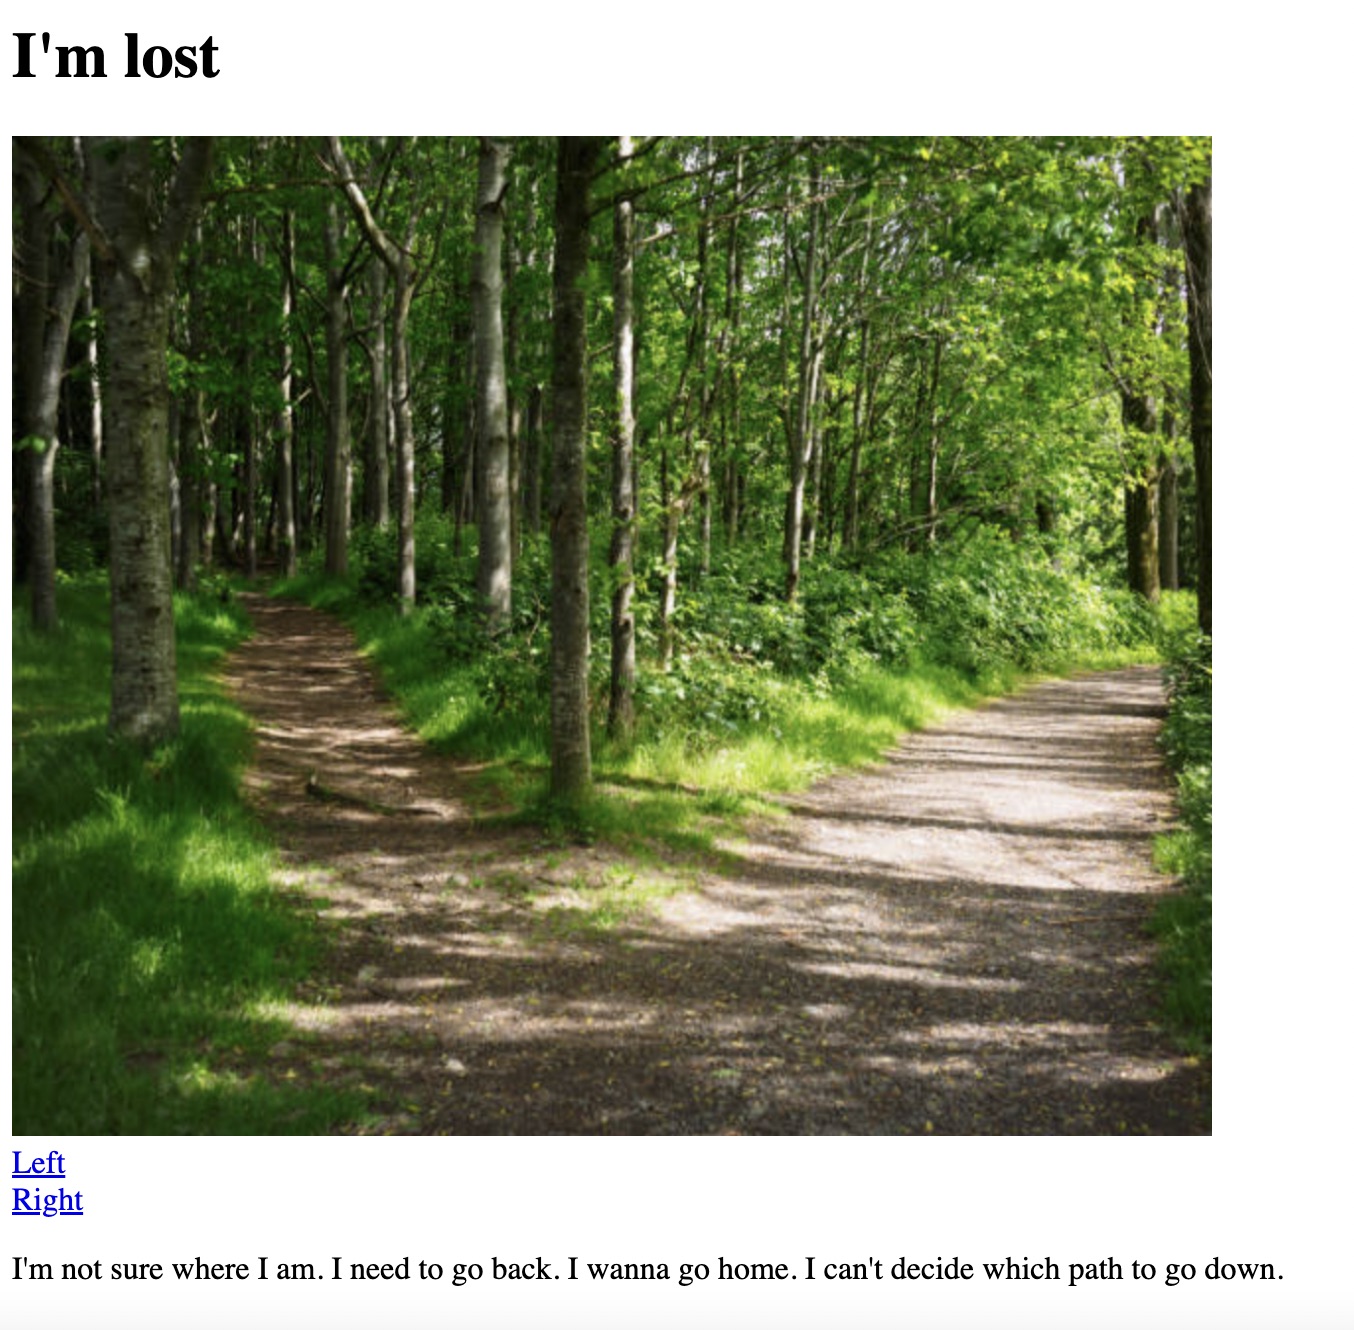 I'm lost
Left
Right
I'm not sure where I am. I need to go back. I wanna go home. I can't decide which path to go down.